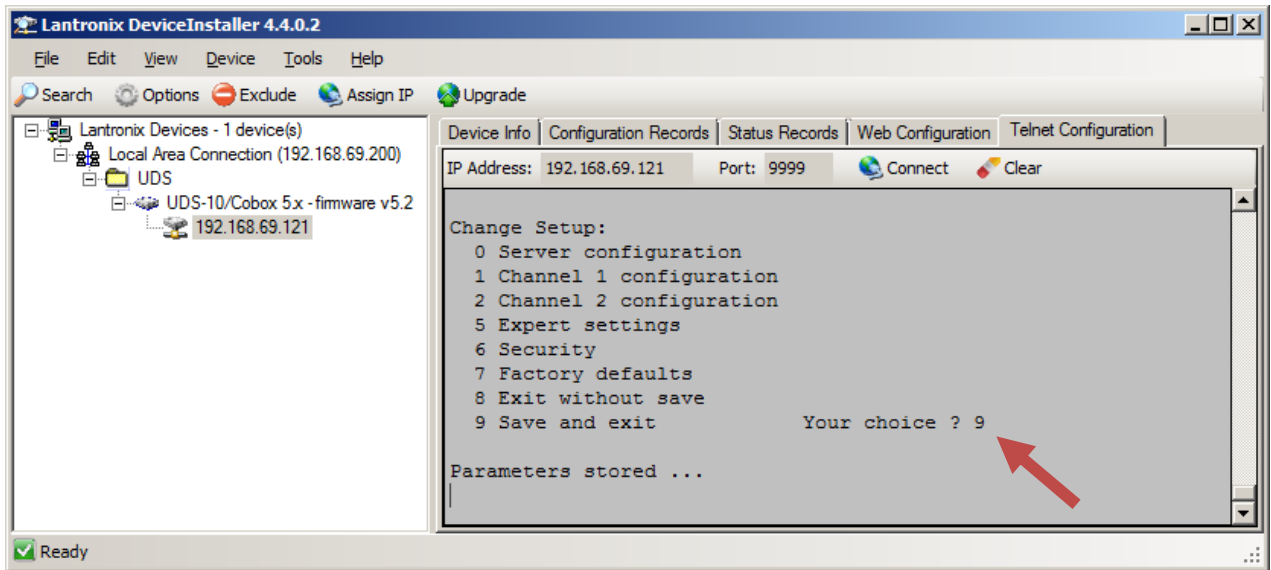 Lantronix DeviceInstaller 4.4.0.2
File Edit View Device Tools Help
Search Options Exclude Assign IP Upgrade
Lantronix Devices - 1 device(s)
Local Area Connection (192.168.69.200)
UDS
UDS-10/Cobox 5.x - firmware v5.2
192.168.69.121
Device Info Configuration Records Status Records Web Configuration Telnet Configuration
IP Address: 192.168.69.121 Port: 9999 Connect Clear
Change Setup:
0 Server configuration
1 Channel 1 configuration
2 Channel 2 configuration
5 Expert settings
6 Security
7 Factory defaults
8 Exit without save
9 Save and exit Your choice ? 9
Parameters stored ...
Ready